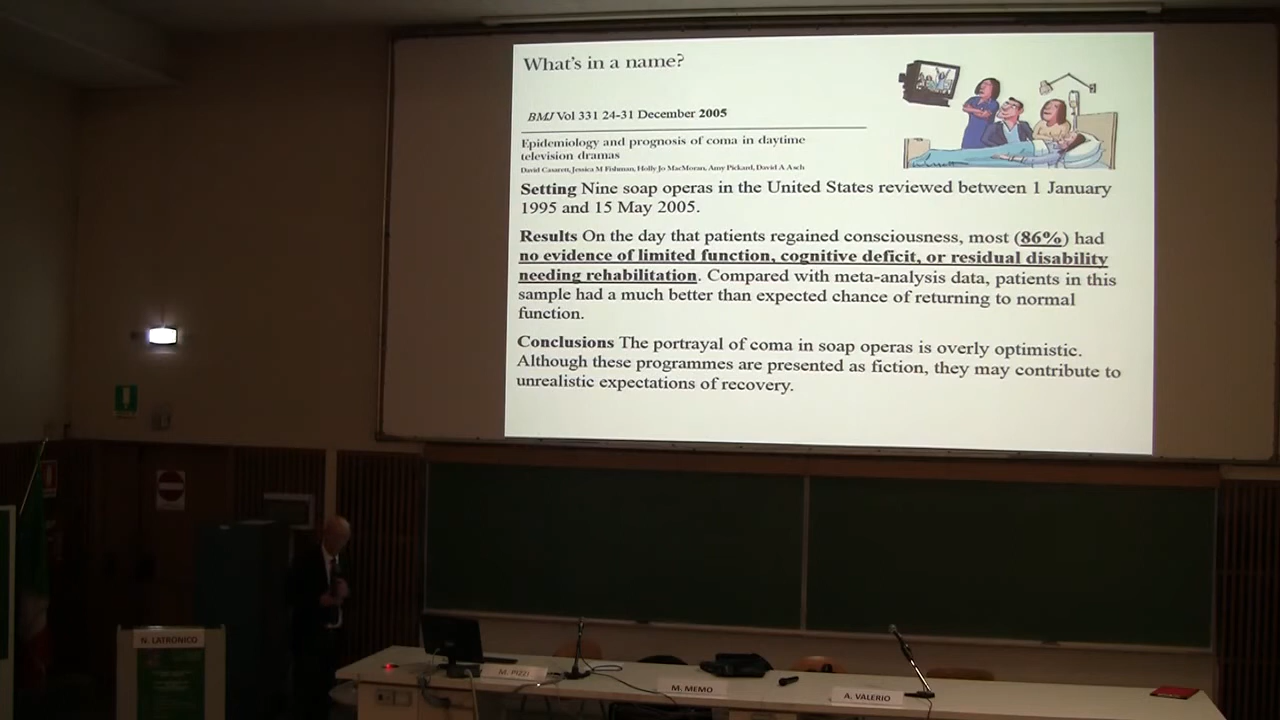 What's in a name?
BMJ Vol 331 24-31 December 2005
Epidemiology and prognosis of coma in daytime
television dramas
David Casarett, Jessica M Fishman, Holly Jo MacMoran, Amy Pickard, David A Asch
Setting Nine soap operas in the United States reviewed between 1 January
1995 and 15 May 2005.
Results On the day that patients regained consciousness, most (86%) had
no evidence of limited function, cognitive deficit, or residual disability
needing rehabilitation. Compared with meta-analysis data, patients in this
sample had a much better than expected chance of returning to normal
function.
Conclusions The portrayal of coma in soap operas is overly optimistic.
Although these programmes are presented as fiction, they may contribute to
unrealistic expectations of recovery.
N. LATRONICO
M. PIZZI
M. MEMO
A. VALERIO